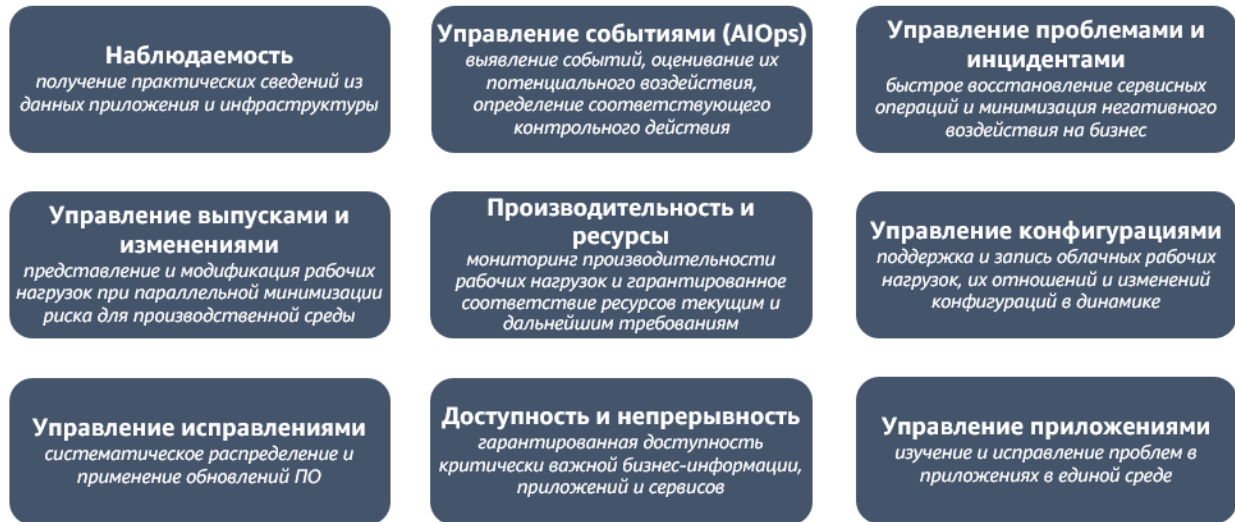 Наблюдаемость
получение практических сведений из
данных приложения и инфраструктуры
Управление событиями (AIOps)
выявление событий, оценивание их
потенциального воздействия,
определение соответствующего
контрольного действия
Управление проблемами и
инцидентами
быстрое восстановление сервисных
операций и минимизация негативного
воздействия на бизнес
Управление выпусками и
изменениями
представление и модификация рабочих
нагрузок при параллельной минимизации
риска для производственной среды
Производительность и
ресурсы
мониторинг производительности
рабочих нагрузок и гарантированное
соответствие ресурсов текущим и
дальнейшим требованиям
Управление конфигурациями
поддержка и запись облачных рабочих
нагрузок, их отношений и изменений
конфигураций в динамике
Управление исправлениями
систематическое распределение и
применение обновлений ПО
Доступность и непрерывность
гарантированная доступность
критически важной бизнес-информации,
приложений и сервисов
Управление приложениями
изучение и исправление проблем в
приложениях в единой среде